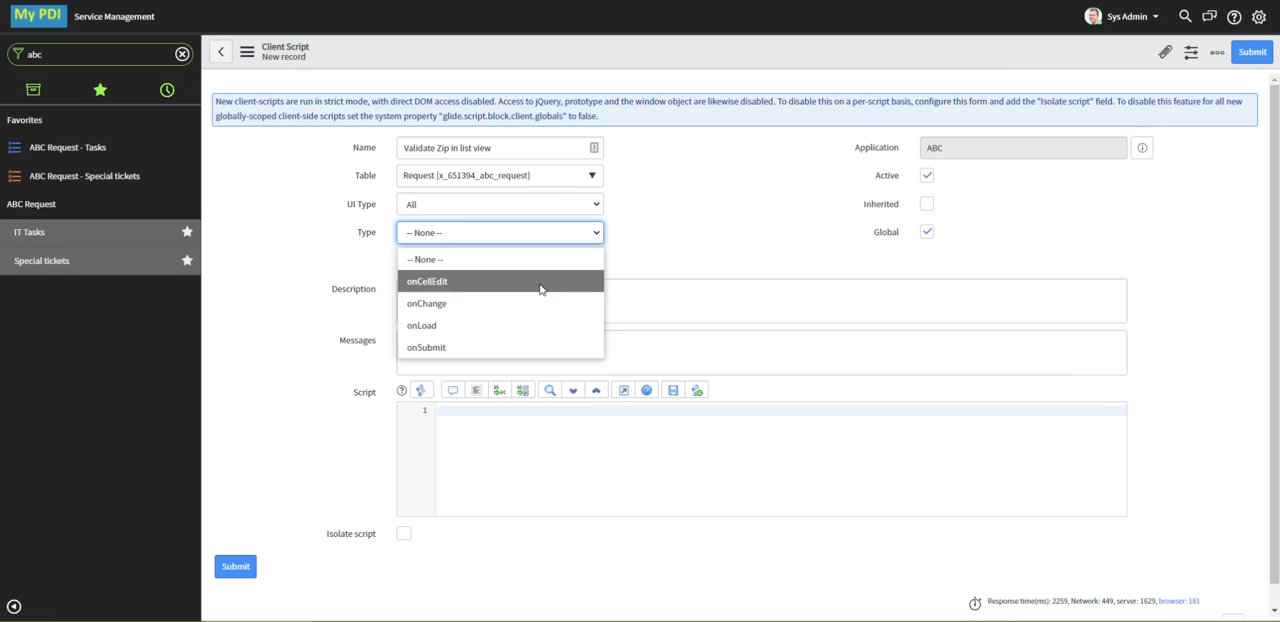 My PDI Service Management
Sys Admin
abc
Client Script
New record
Submit
Favorites
ABC Request - Tasks
ABC Request - Special tickets
ABC Request
IT Tasks
Special tickets
New client-scripts are run in strict mode, with direct DOM access disabled. Access to jQuery, prototype and the window object are likewise disabled. To disable this on a per-script basis, configure this form and add the "Isolate script" field. To disable this feature for all new
globally-scoped client-side scripts set the system property "glide.script.block.client.globals" to false.
Name Validate Zip in list view
Application ABC
Table Request [x_651394_abc_request]
Active
UI Type All
Inherited
Type -- None --
Global
-- None --
onCellEdit
onChange
onLoad
onSubmit
Description
Messages
Script
1
Isolate script
Submit
Response time(ms): 2259, Network: 449, server: 1629, browser: 181